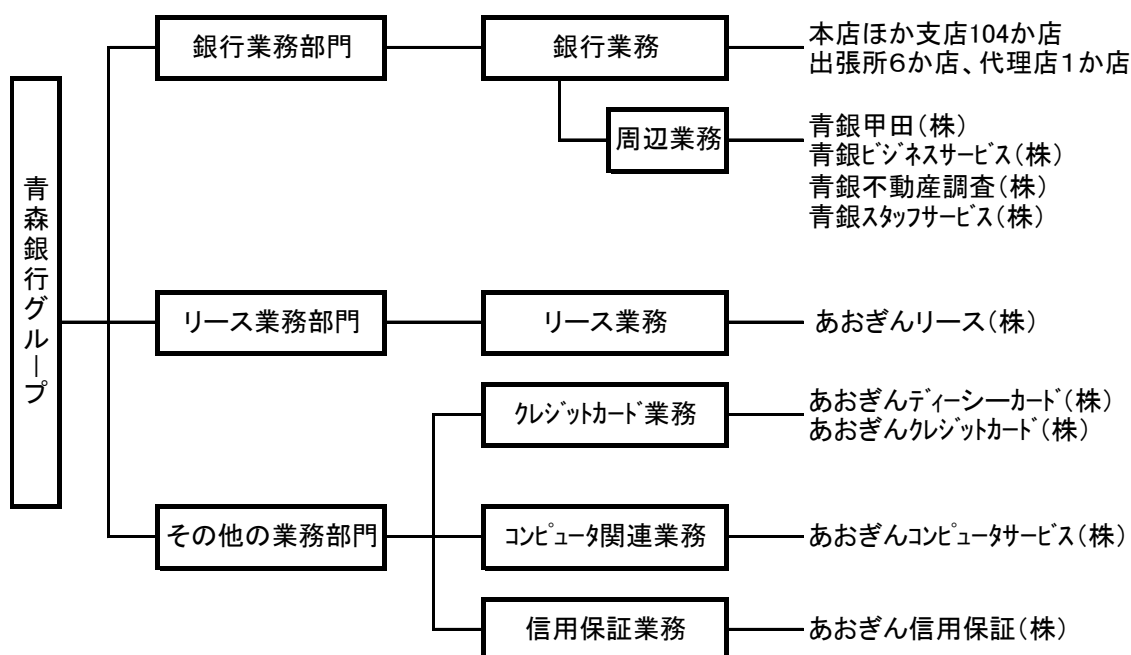 青森銀行グループ
銀行業務部門
銀行業務
本店ほか支店104か店
出張所6か店、代理店1か店
周辺業務
青銀甲田(株)
青銀ビジネスサービス(株)
青銀不動産調査(株)
青銀スタッフサービス(株)
リース業務部門
リース業務
あおぎんリース(株)
その他の業務部門
クレジットカード業務
あおぎんディーシーカード(株)
あおぎんクレジットカード(株)
コンピュータ関連業務
あおぎんコンピュータサービス(株)
信用保証業務
あおぎん信用保証(株)